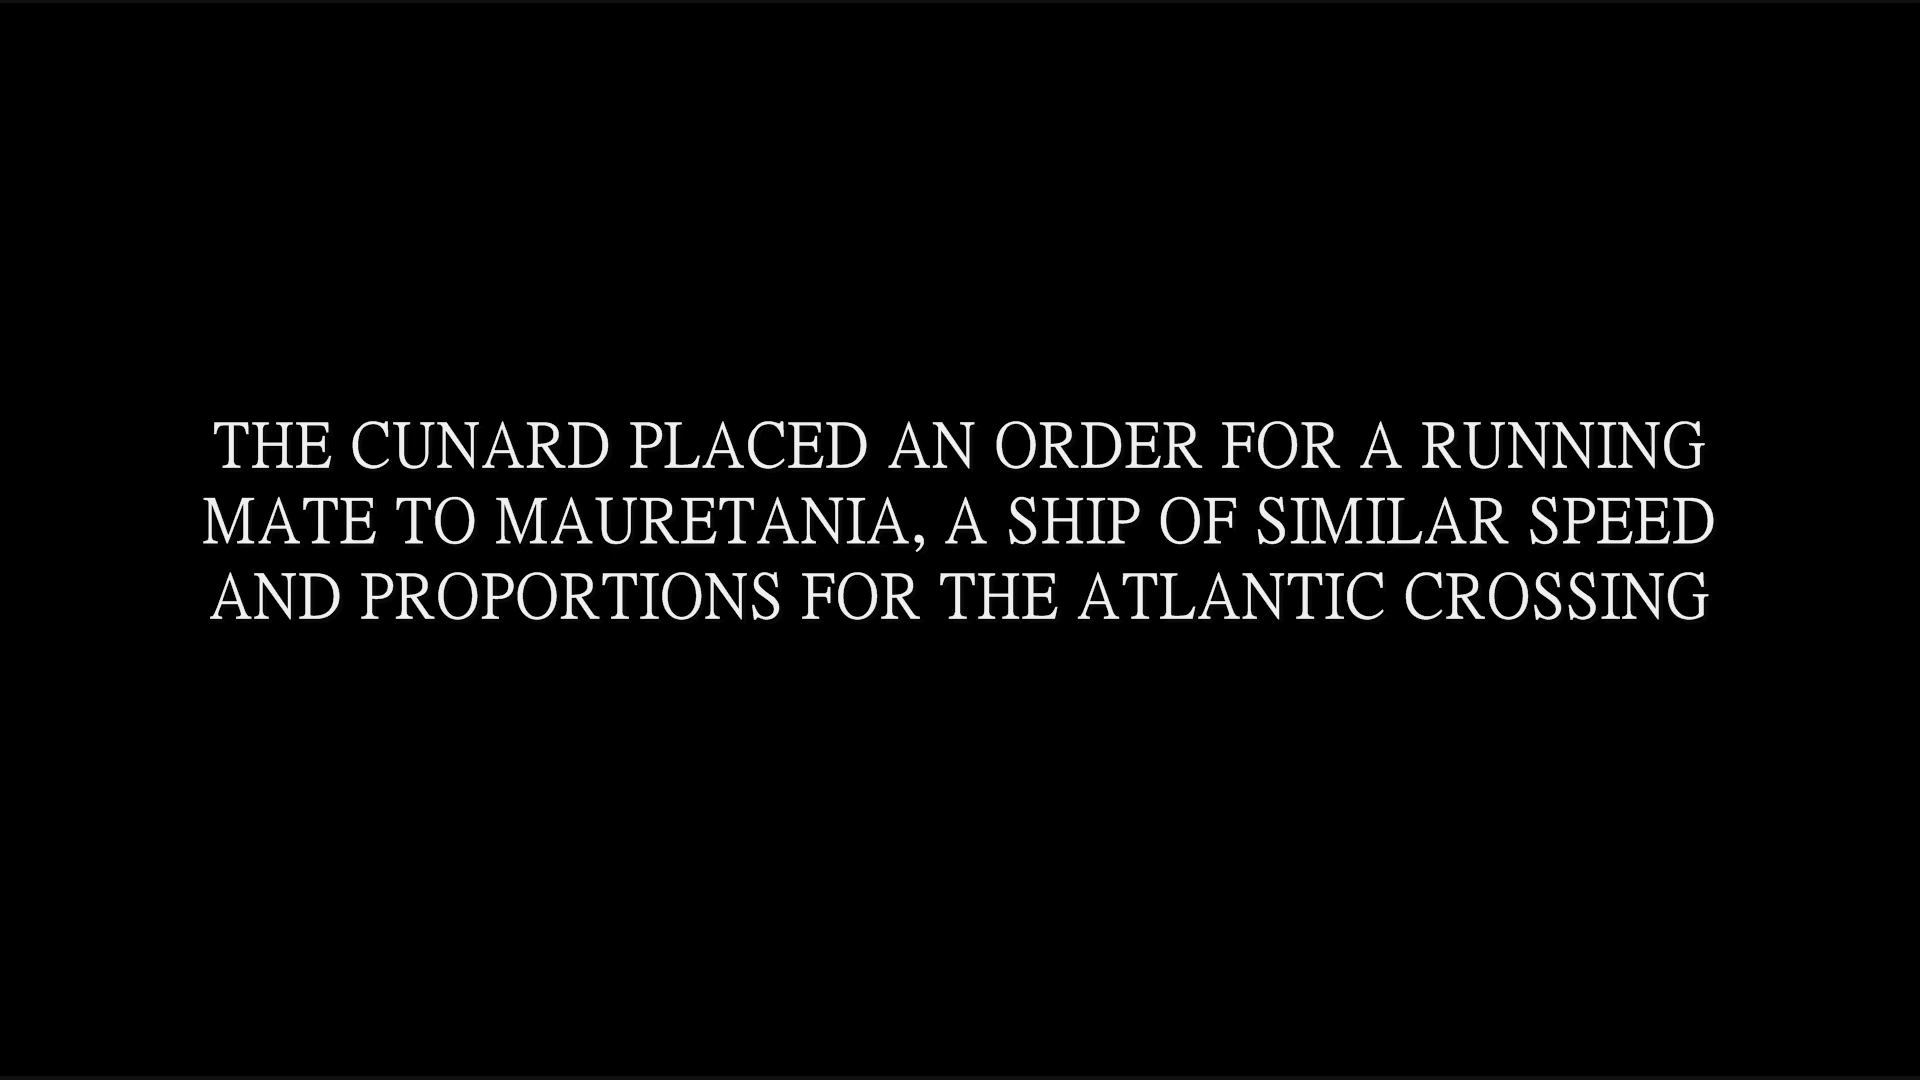 THE CUNARD PLACED AN ORDER FOR A RUNNING
MATE TO MAURETANIA, A SHIP OF SIMILAR SPEED
AND PROPORTIONS FOR THE ATLANTIC CROSSING